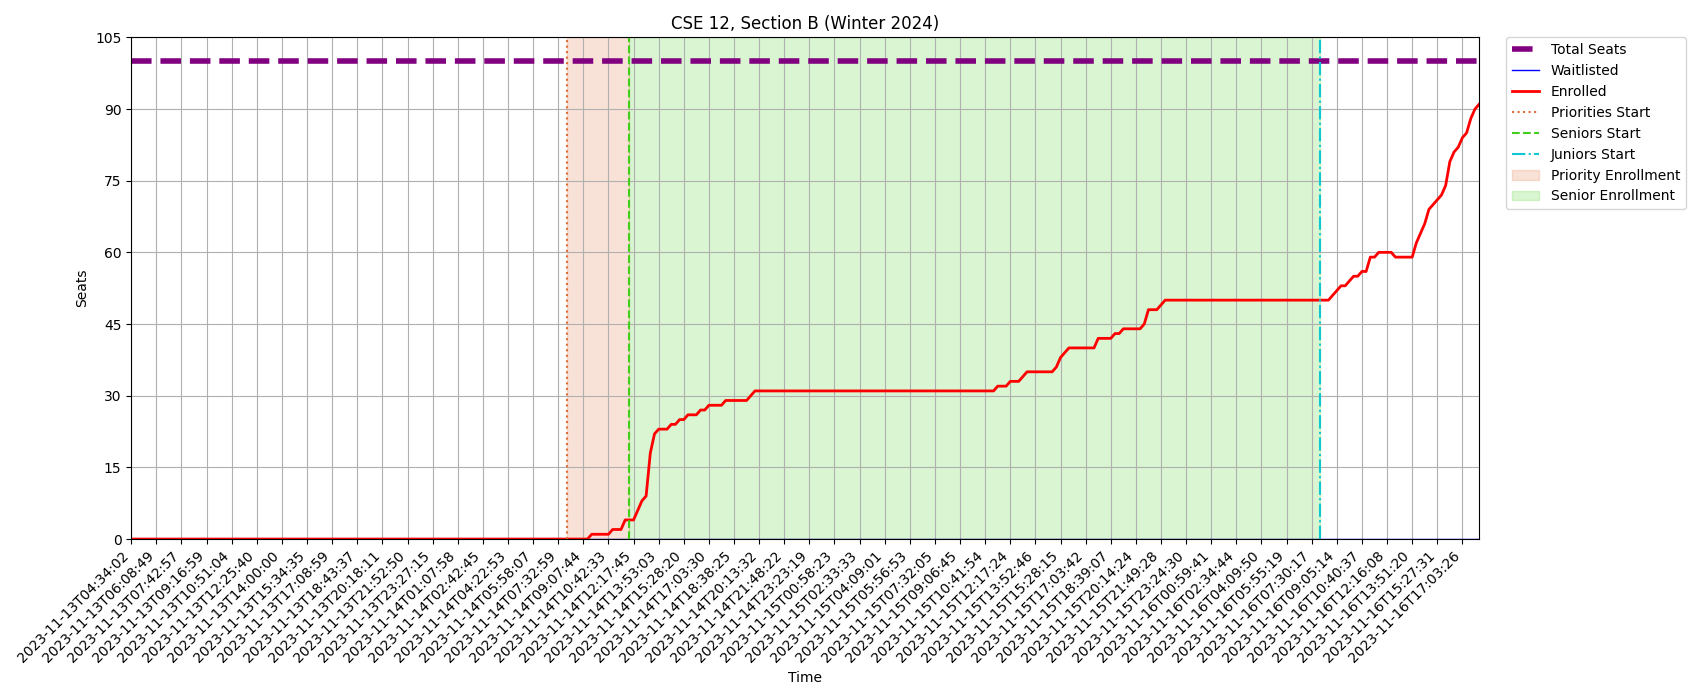 CSE 12, Section B (Winter 2024)
105
90
75
60
45
30
15
0
Seats
Total Seats
Waitlisted
Enrolled
Priorities Start
Seniors Start
Juniors Start
Priority Enrollment
Senior Enrollment
2023-11-13T04:34:02
2023-11-13T06:08:49
2023-11-13T07:42:57
2023-11-13T09:16:59
2023-11-13T10:51:04
2023-11-13T12:25:40
2023-11-13T14:00:00
2023-11-13T15:34:35
2023-11-13T17:08:59
2023-11-13T18:43:37
2023-11-13T20:18:11
2023-11-13T21:52:50
2023-11-13T23:27:15
2023-11-14T01:07:58
2023-11-14T02:42:45
2023-11-14T04:22:53
2023-11-14T05:58:07
2023-11-14T07:32:59
2023-11-14T09:07:44
2023-11-14T10:42:33
2023-11-14T12:17:45
2023-11-14T13:53:03
2023-11-14T15:28:20
2023-11-14T17:03:30
2023-11-14T18:38:25
2023-11-14T20:13:32
2023-11-14T21:48:22
2023-11-14T23:23:19
2023-11-15T00:58:23
2023-11-15T02:33:33
2023-11-15T04:09:01
2023-11-15T05:56:53
2023-11-15T07:32:05
2023-11-15T09:06:45
2023-11-15T10:41:54
2023-11-15T12:17:24
2023-11-15T13:52:46
2023-11-15T15:28:15
2023-11-15T17:03:42
2023-11-15T18:39:07
2023-11-15T20:14:24
2023-11-15T21:49:28
2023-11-15T23:24:30
2023-11-16T00:59:41
2023-11-16T02:34:44
2023-11-16T04:09:50
2023-11-16T05:55:19
2023-11-16T07:30:17
2023-11-16T09:05:14
2023-11-16T10:40:37
2023-11-16T12:16:08
2023-11-16T13:51:20
2023-11-16T15:27:31
2023-11-16T17:03:26
Time